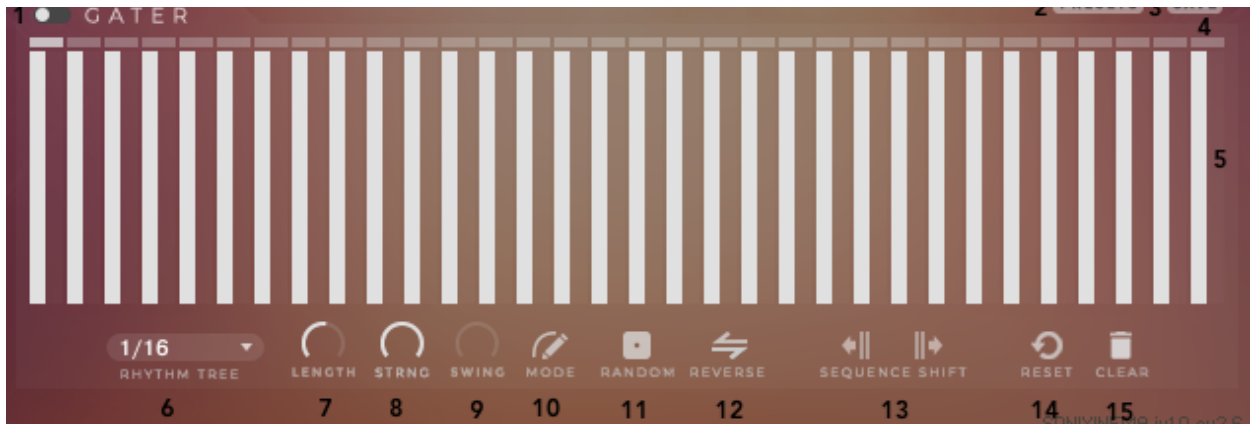 1 GATER 2 3
4
5
1/16
RHYTHM TREE LENGTH STRNG SWING MODE RANDOM REVERSE SEQUENCE SHIFT RESET CLEAR
6 7 8 9 10 11 12 13 14 15